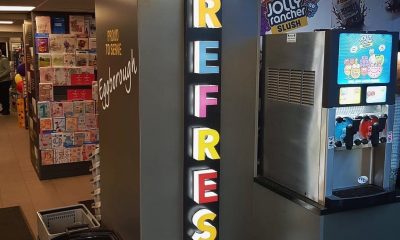 PROUD
TO SERVE
Eggborough
REFRES
JOLLY
rancher
SLUSH